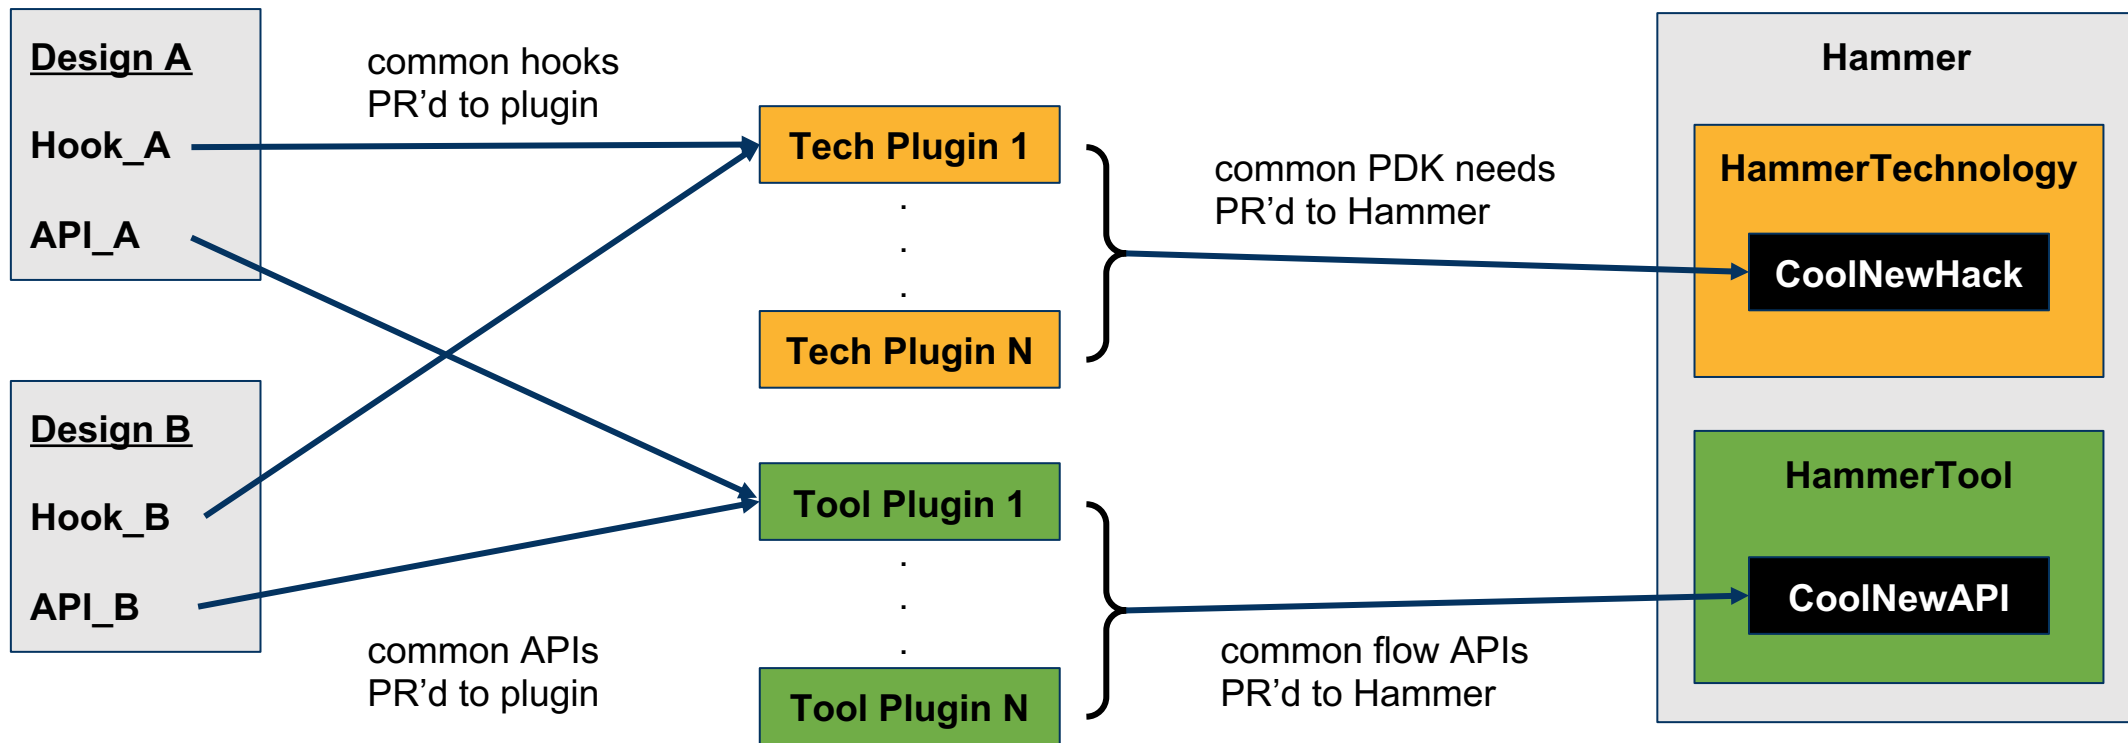 Design A
Hook_A
API_A
Design B
Hook_B
API_B
common hooks
PR’d to plugin
common APIs
PR’d to plugin
Tech Plugin 1
.
.
.
Tech Plugin N
Tool Plugin 1
.
.
.
Tool Plugin N
common PDK needs
PR’d to Hammer
common flow APIs
PR’d to Hammer
Hammer
HammerTechnology
CoolNewHack
HammerTool
CoolNewAPI